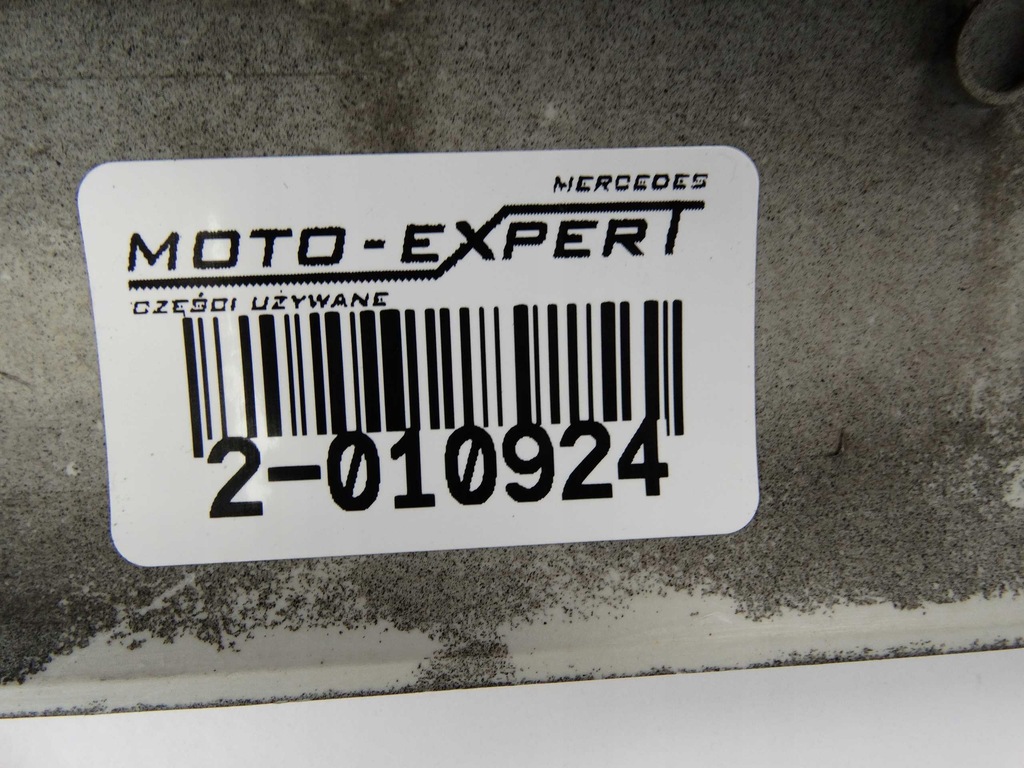 MERCEDES
MOTO-EXPERT
CZĘŚCI UŻYWANE
2-010924